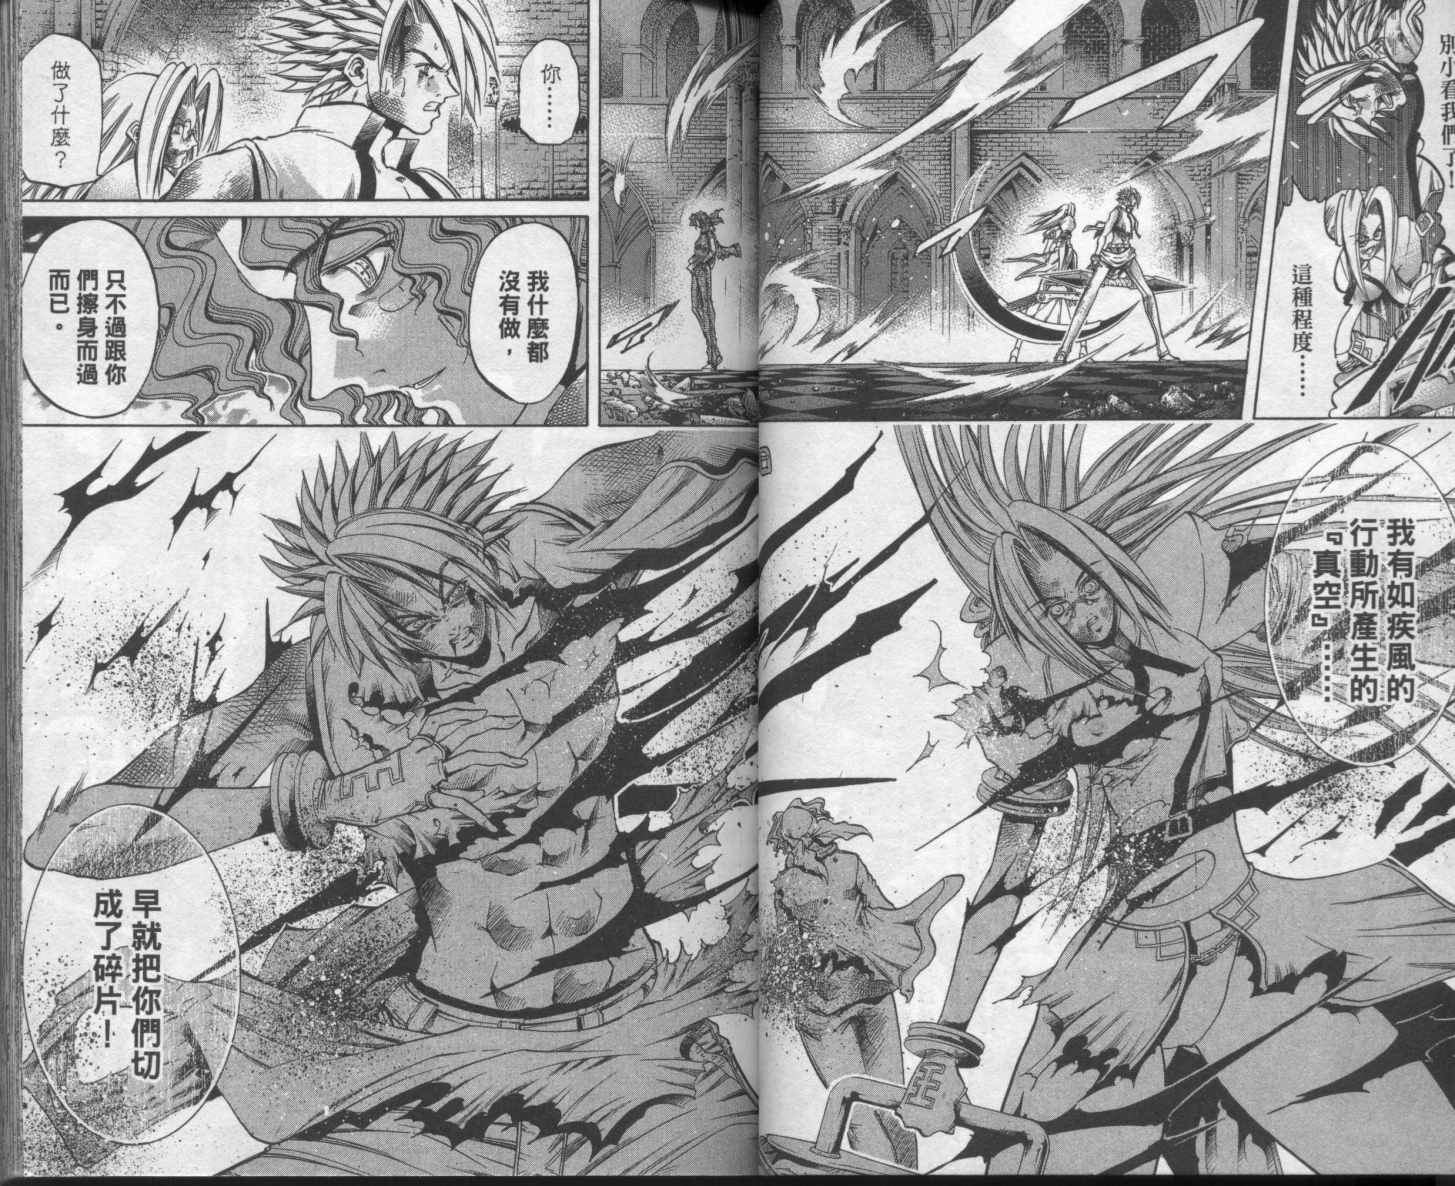 別小看我們了！
這種程度……
你……
做了什麼？
我什麼都
沒有做，
只不過跟你
們擦身而過
而已。
我有如疾風的
行動所產生的
『真空』……
早就把你們切
成了碎片！